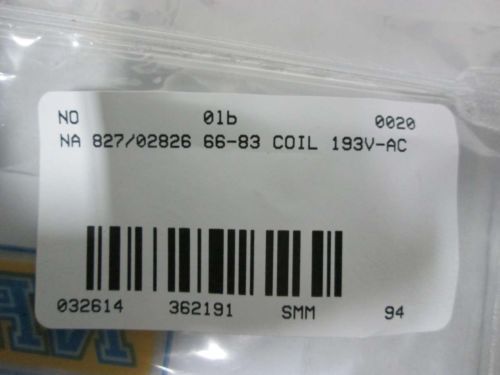 NO 01b 0020
NA 827/02826 66-83 COIL 193V-AC
032614 362191 SMM 94